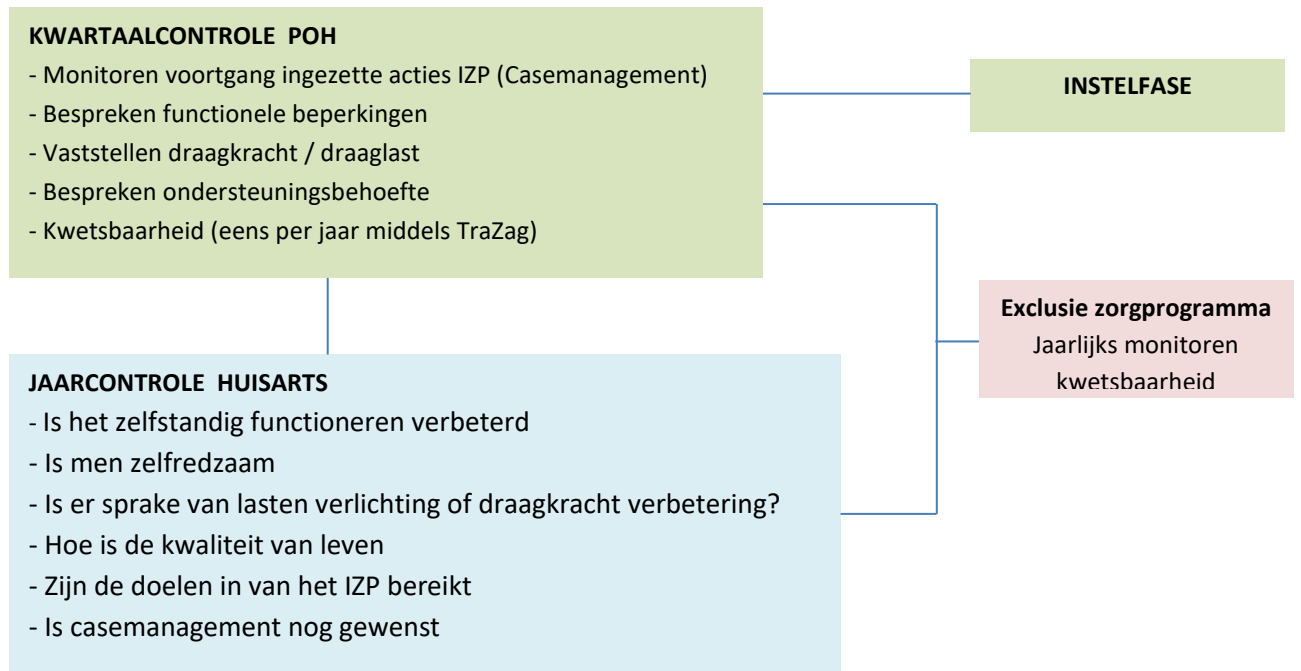 KWARTAALCONTROLE POH
- Monitoren voortgang ingezette acties IZP (Casemanagement)
- Bespreken functionele beperkingen
- Vaststellen draagkracht / draaglast
- Bespreken ondersteuningsbehoefte
- Kwetsbaarheid (eens per jaar middels TraZag)
INSTELFASE
Exclusie zorgprogramma
Jaarlijks monitoren
kwetsbaarheid
JAARCONTROLE HUISARTS
- Is het zelfstandig functioneren verbeterd
- Is men zelfredzaam
- Is er sprake van lasten verlichting of draagkracht verbetering?
- Hoe is de kwaliteit van leven
- Zijn de doelen in van het IZP bereikt
- Is casemanagement nog gewenst